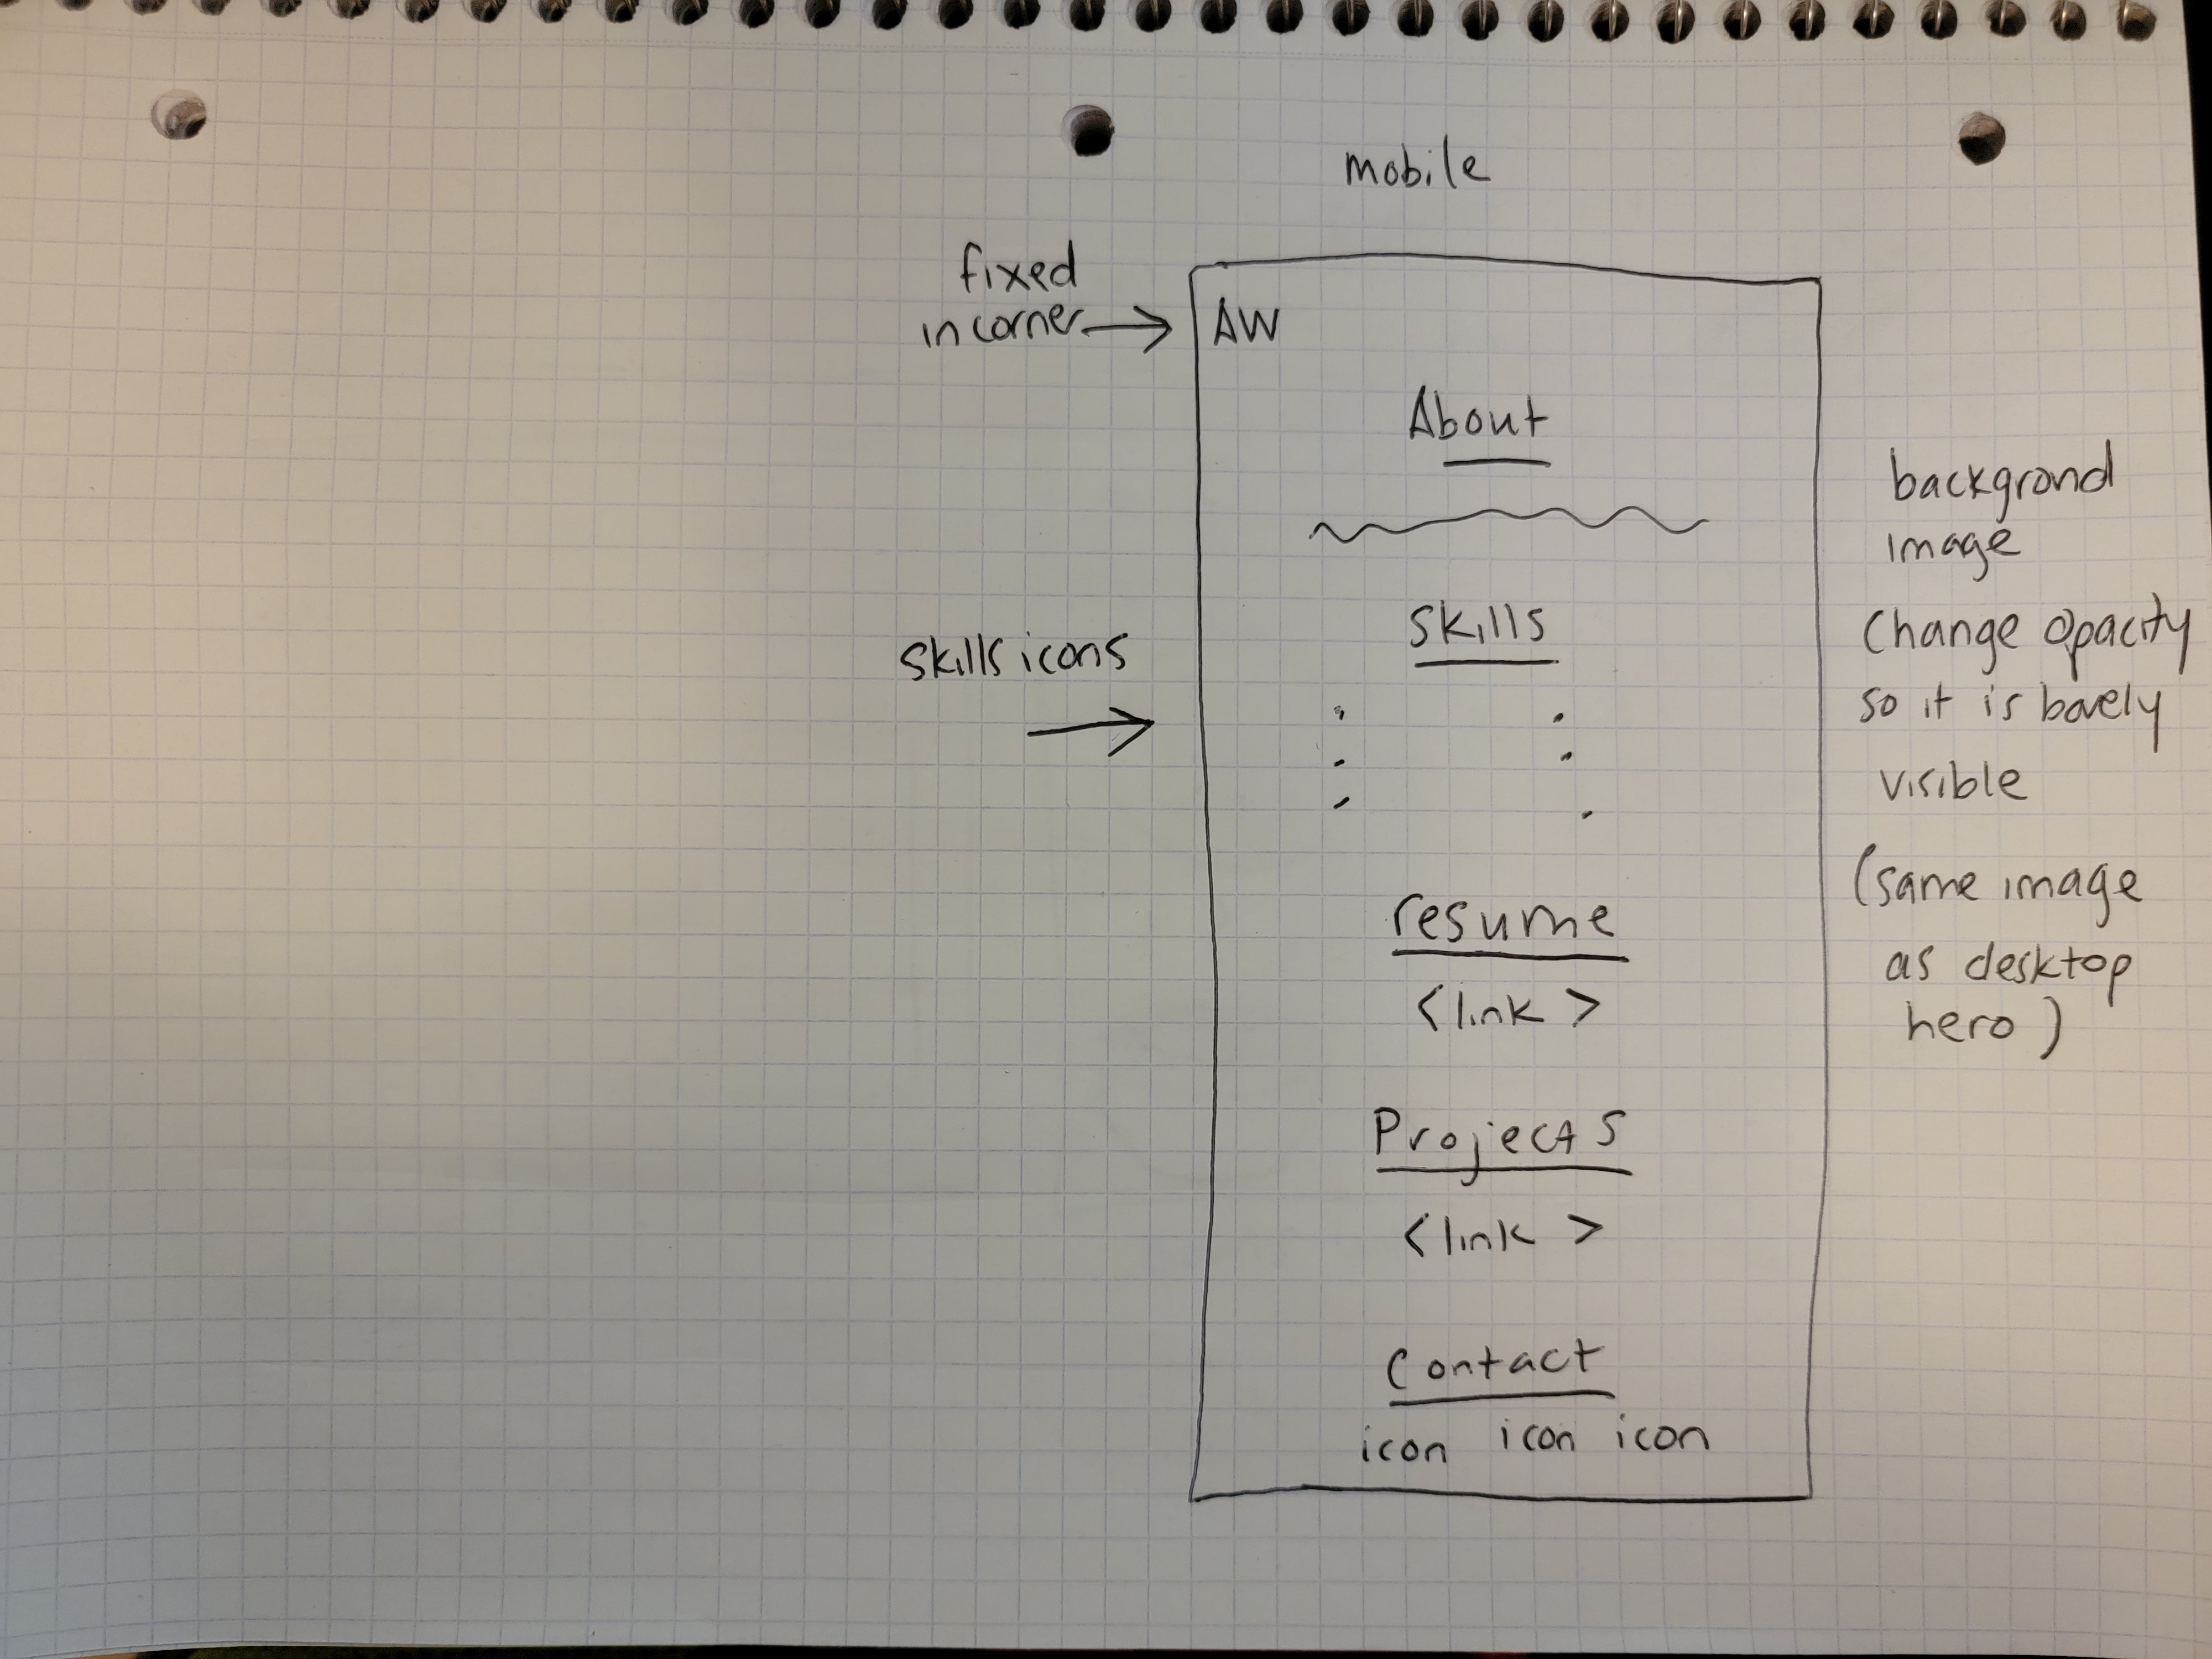 mobile
fixed
in corner
AW
About
skills icons
skills
resume
<link>
Projects
<link>
Contact
icon icon icon
backgrond
image
Change opacity
so it is barely
visible
(same image
as desktop
hero)